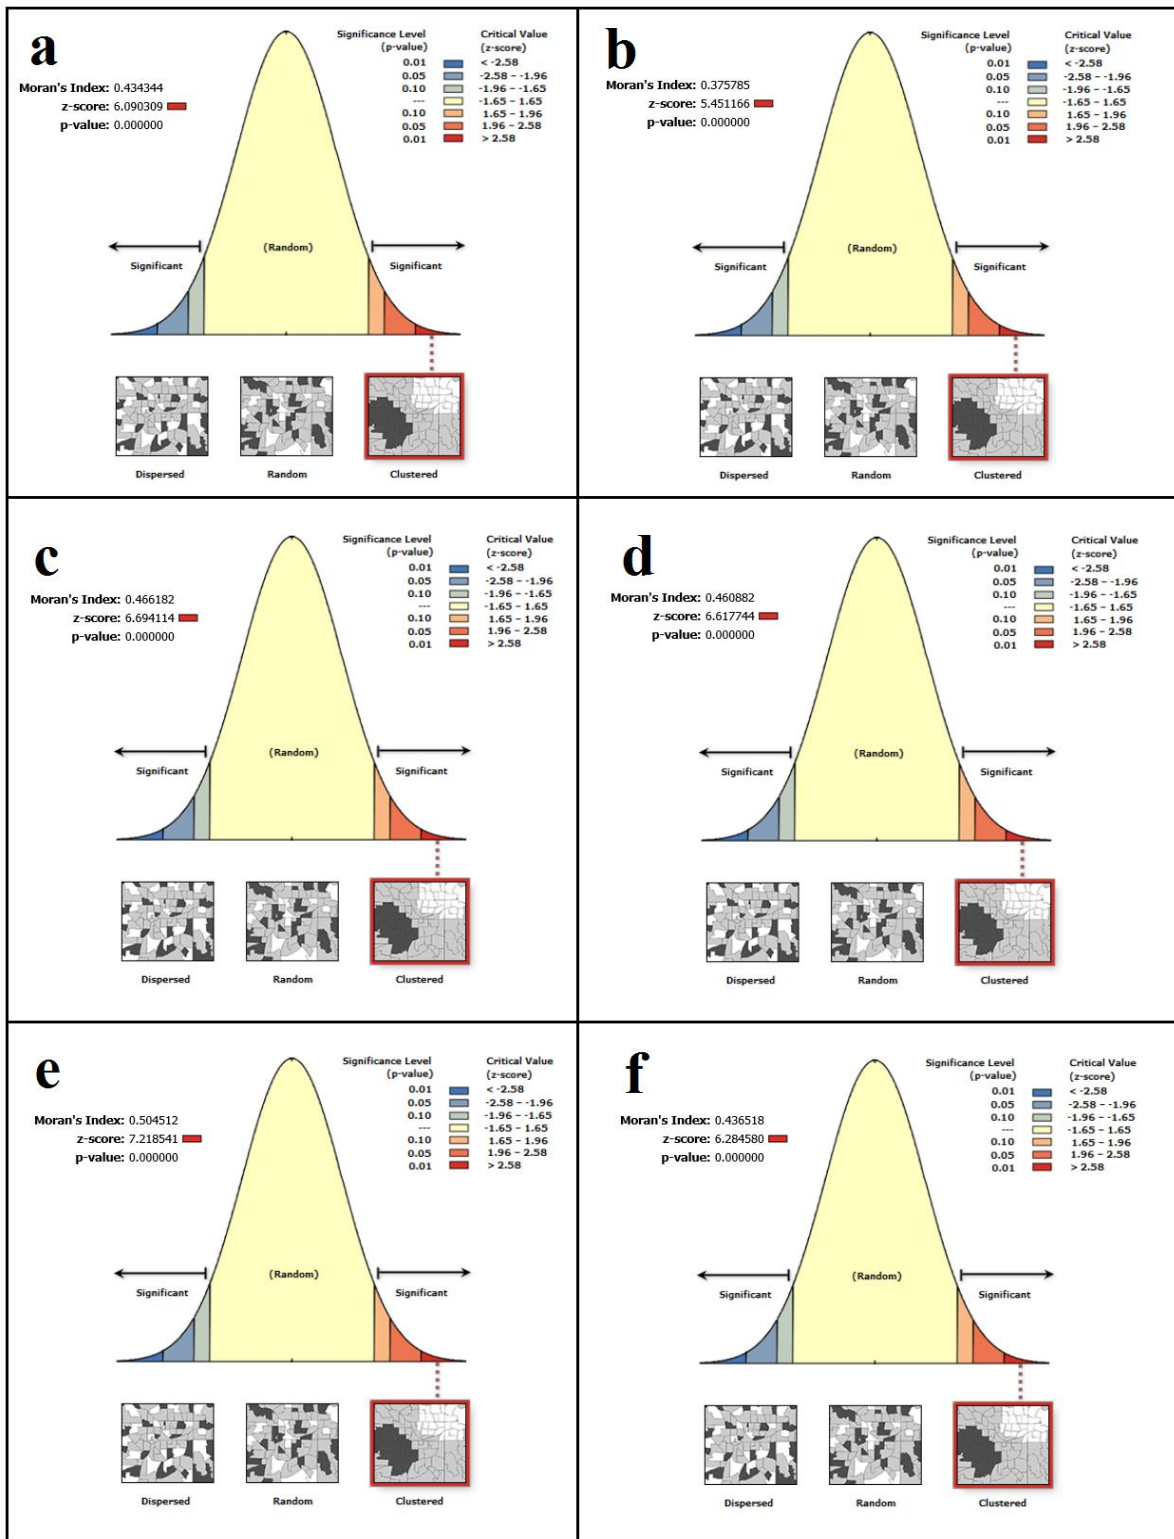 a
Moran's Index: 0.434344
z-score: 6.090309
p-value: 0.000000
Significance Level (p-value)
Critical Value (z-score)
0.01 < -2.58
0.05 -2.58 – -1.96
0.10 -1.96 – -1.65
--- -1.65 – 1.65
0.10 1.65 – 1.96
0.05 1.96 – 2.58
0.01 > 2.58
(Random)
Significant
Significant
Dispersed
Random
Clustered
b
Moran's Index: 0.375785
z-score: 5.451166
p-value: 0.000000
Significance Level (p-value)
Critical Value (z-score)
0.01 < -2.58
0.05 -2.58 – -1.96
0.10 -1.96 – -1.65
--- -1.65 – 1.65
0.10 1.65 – 1.96
0.05 1.96 – 2.58
0.01 > 2.58
(Random)
Significant
Significant
Dispersed
Random
Clustered
c
Moran's Index: 0.466182
z-score: 6.694114
p-value: 0.000000
Significance Level (p-value)
Critical Value (z-score)
0.01 < -2.58
0.05 -2.58 – -1.96
0.10 -1.96 – -1.65
--- -1.65 – 1.65
0.10 1.65 – 1.96
0.05 1.96 – 2.58
0.01 > 2.58
(Random)
Significant
Significant
Dispersed
Random
Clustered
d
Moran's Index: 0.460882
z-score: 6.617744
p-value: 0.000000
Significance Level (p-value)
Critical Value (z-score)
0.01 < -2.58
0.05 -2.58 – -1.96
0.10 -1.96 – -1.65
--- -1.65 – 1.65
0.10 1.65 – 1.96
0.05 1.96 – 2.58
0.01 > 2.58
(Random)
Significant
Significant
Dispersed
Random
Clustered
e
Moran's Index: 0.504512
z-score: 7.218541
p-value: 0.000000
Significance Level (p-value)
Critical Value (z-score)
0.01 < -2.58
0.05 -2.58 – -1.96
0.10 -1.96 – -1.65
--- -1.65 – 1.65
0.10 1.65 – 1.96
0.05 1.96 – 2.58
0.01 > 2.58
(Random)
Significant
Significant
Dispersed
Random
Clustered
f
Moran's Index: 0.436518
z-score: 6.284580
p-value: 0.000000
Significance Level (p-value)
Critical Value (z-score)
0.01 < -2.58
0.05 -2.58 – -1.96
0.10 -1.96 – -1.65
--- -1.65 – 1.65
0.10 1.65 – 1.96
0.05 1.96 – 2.58
0.01 > 2.58
(Random)
Significant
Significant
Dispersed
Random
Clustered